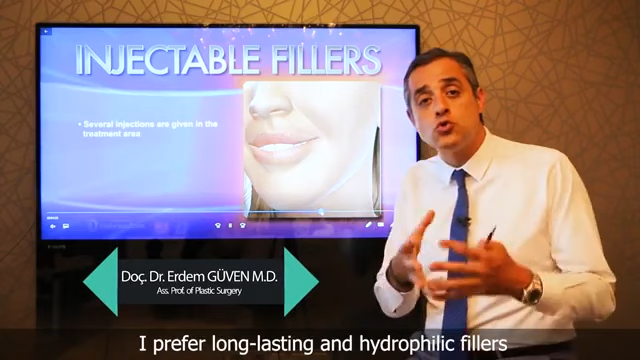 INJECTABLE FILLERS
• Several injections are given in the
treatment area
Doç. Dr. Erdem GÜVEN M.D.
Ass. Prof. of Plastic Surgery
I prefer long-lasting and hydrophilic fillers